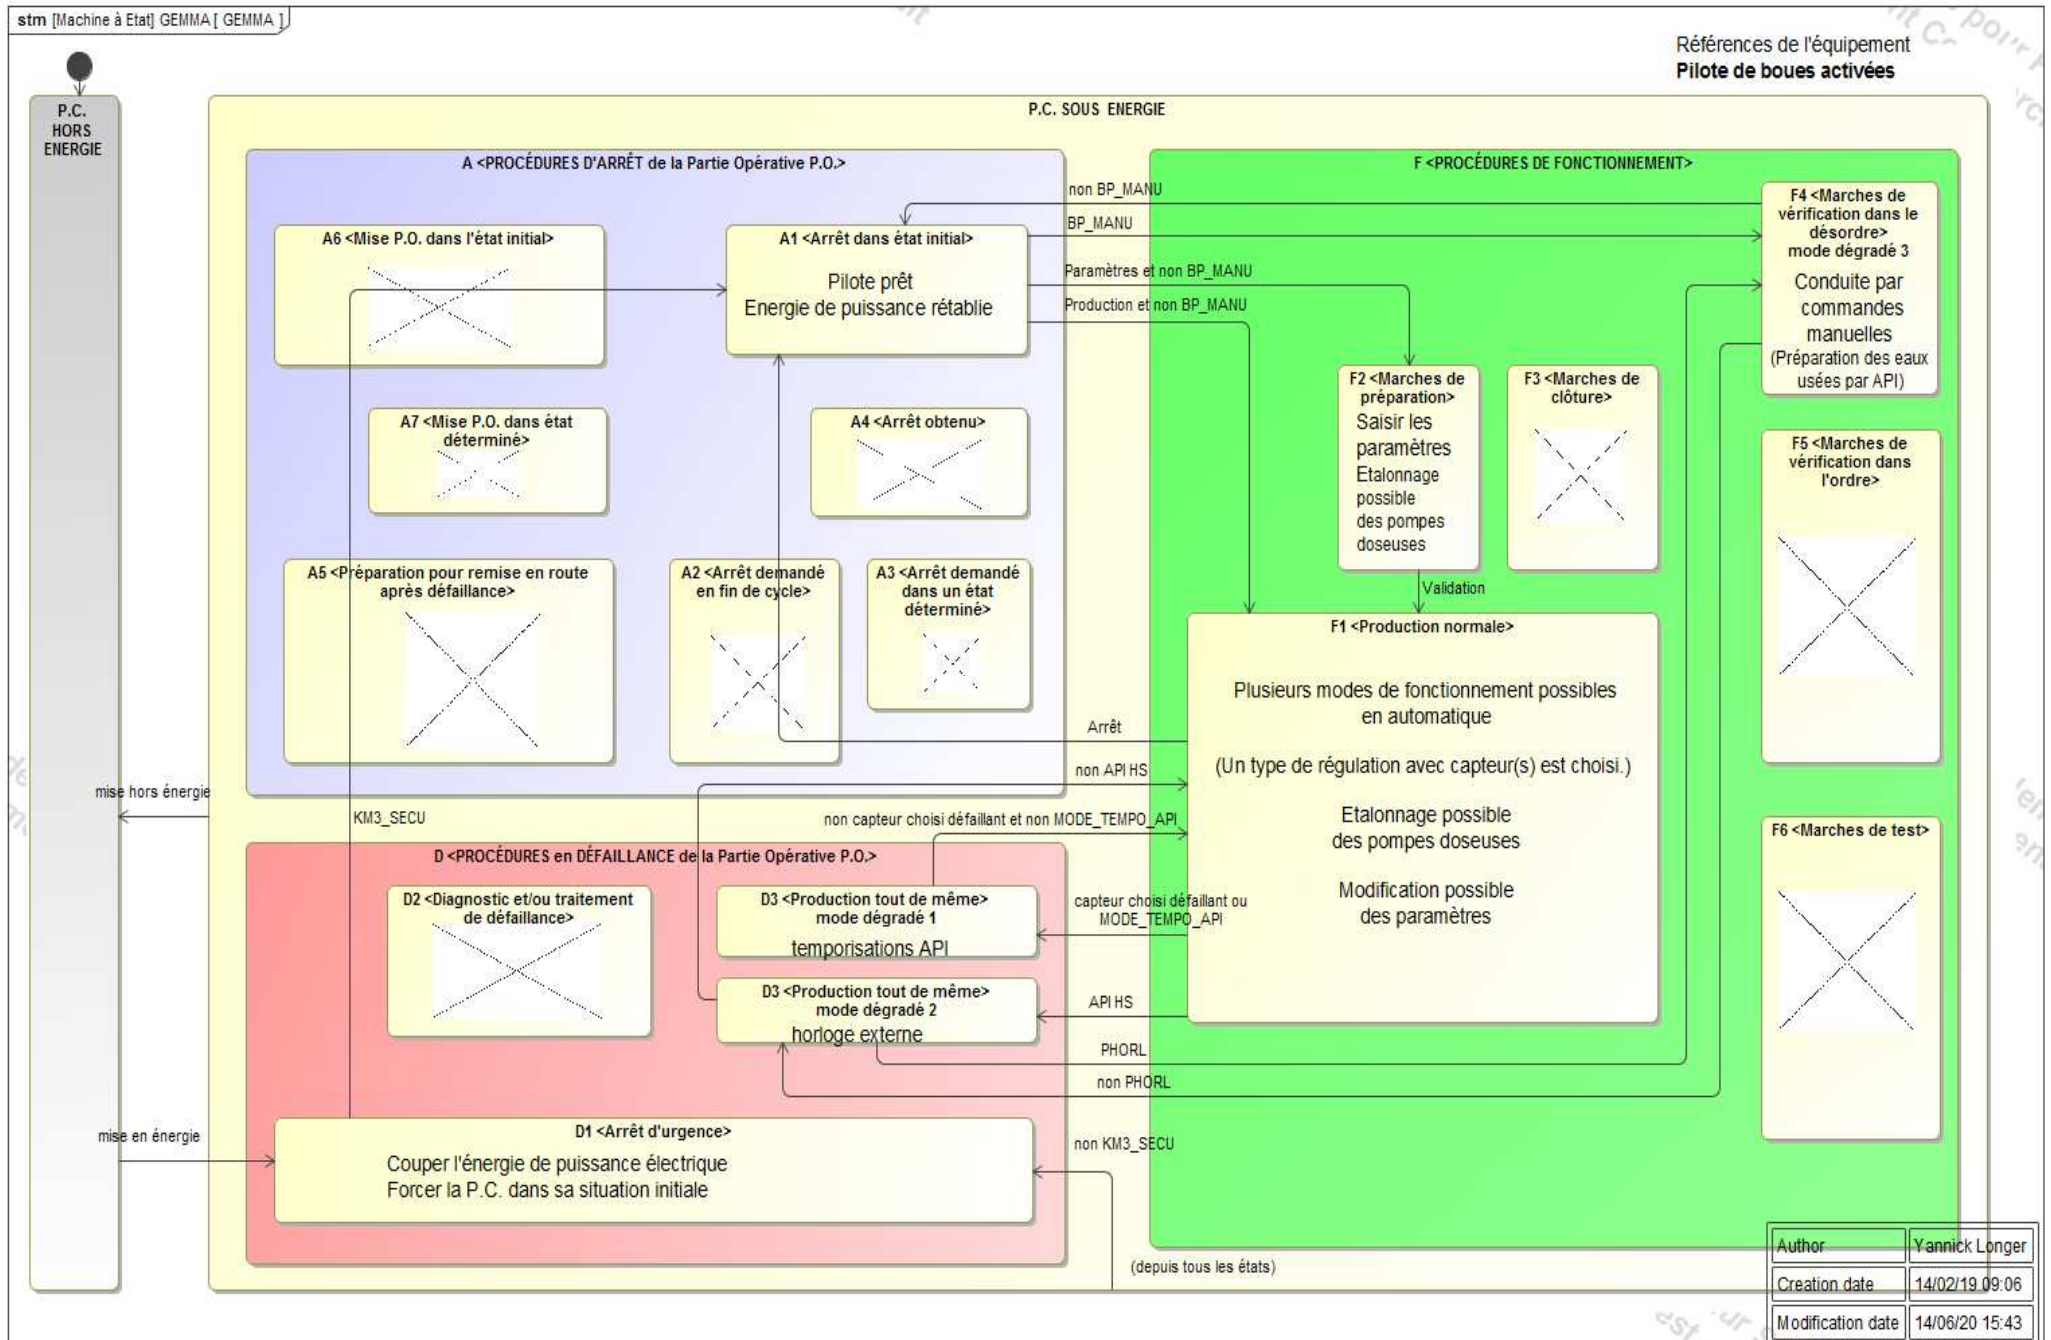 stm [Machine à Etat] GEMMA [ GEMMA ]
Références de l'équipement
Pilote de boues activées
P.C.
HORS
ENERGIE
P.C. SOUS ENERGIE
A <PROCÉDURES D'ARRÊT de la Partie Opérative P.O.>
A6 <Mise P.O. dans l'état initial>
A1 <Arrêt dans état initial>
Pilote prêt
Energie de puissance rétablie
A7 <Mise P.O. dans état
déterminé>
A4 <Arrêt obtenu>
A5 <Préparation pour remise en route
après défaillance>
A2 <Arrêt demandé
en fin de cycle>
A3 <Arrêt demandé
dans un état
déterminé>
non BP_MANU
BP_MANU
Paramètres et non BP_MANU
Production et non BP_MANU
F <PROCÉDURES DE FONCTIONNEMENT>
F4 <Marches de
vérification dans le
désordre>
mode dégradé 3
Conduite par
commandes
manuelles
(Préparation des eaux
usées par API)
F2 <Marches de
préparation>
Saisir les
paramètres
Etalonnage
possible
des pompes
doseuses
F3 <Marches de
clôture>
F5 <Marches de
vérification dans
l'ordre>
Validation
F1 <Production normale>
Plusieurs modes de fonctionnement possibles
en automatique
(Un type de régulation avec capteur(s) est choisi.)
Etalonnage possible
des pompes doseuses
Modification possible
des paramètres
F6 <Marches de test>
Arrêt
non API HS
mise hors énergie
KM3_SECU
non capteur choisi défaillant et non MODE_TEMPO_API
D <PROCÉDURES en DÉFAILLANCE de la Partie Opérative P.O.>
D2 <Diagnostic et/ou traitement
de défaillance>
D3 <Production tout de même>
mode dégradé 1
temporisations API
capteur choisi défaillant ou
MODE_TEMPO_API
D3 <Production tout de même>
mode dégradé 2
horloge externe
API HS
PHORL
non PHORL
mise en énergie
D1 <Arrêt d'urgence>
Couper l'énergie de puissance électrique
Forcer la P.C. dans sa situation initiale
non KM3_SECU
(depuis tous les états)
Author Yannick Longer
Creation date 14/02/19 09:06
Modification date 14/06/20 15:43